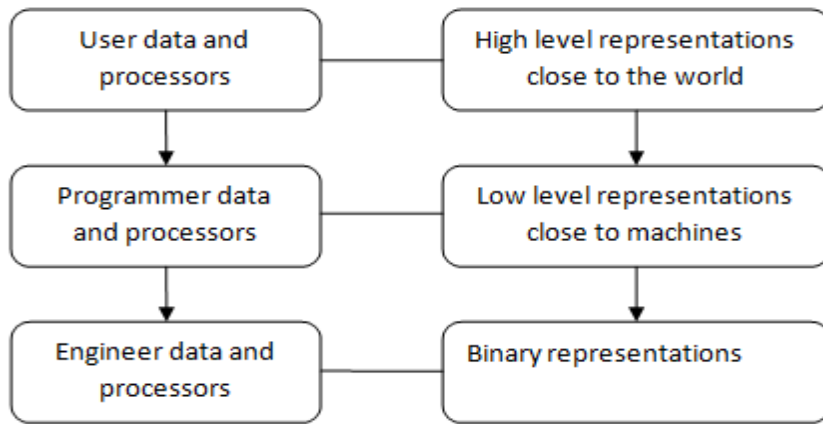 User data and
processors
High level representations
close to the world
Programmer data
and processors
Low level representations
close to machines
Engineer data and
processors
Binary representations